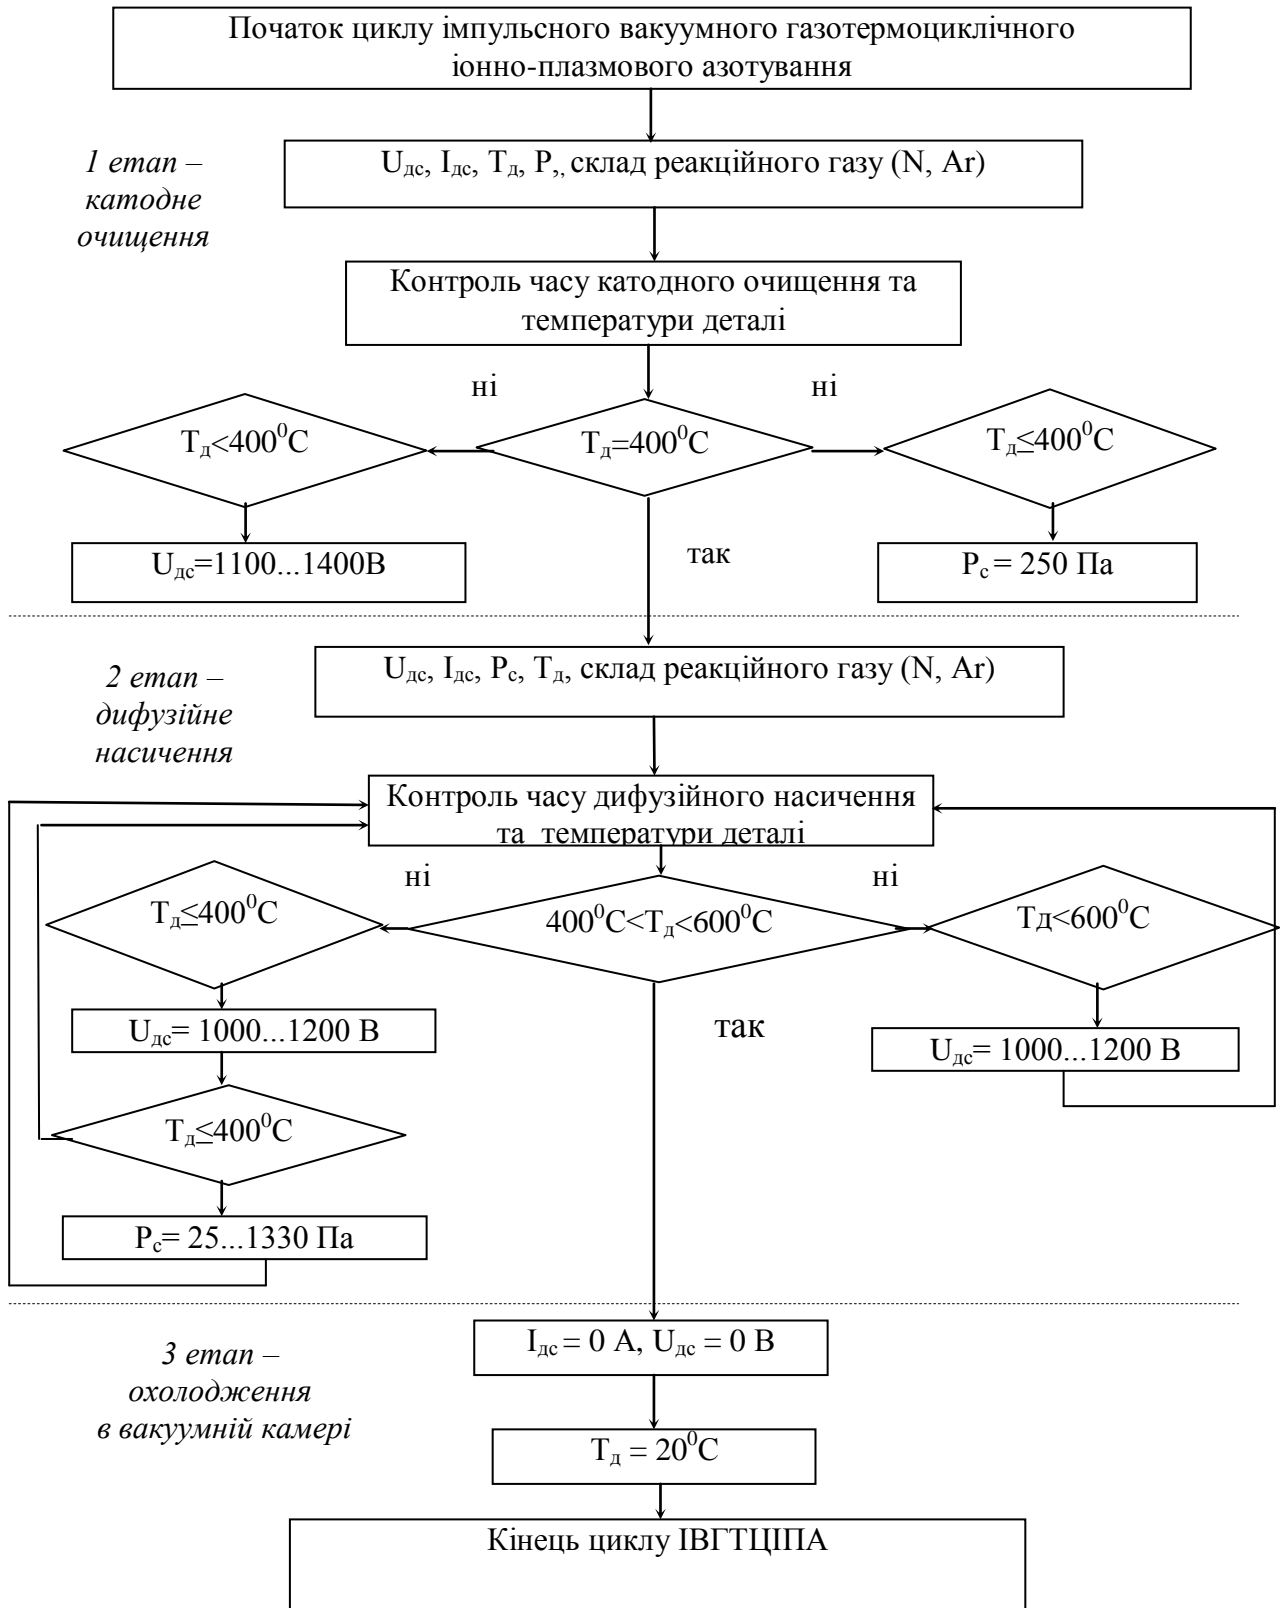 Початок циклу імпульсного вакуумного газотермоциклічного
іонно-плазмового азотування
1 етап –
катодне
очищення
Uдс, Iдс, Tд, P,, склад реакційного газу (N, Ar)
Контроль часу катодного очищення та
температури деталі
ні
ні
Tд<400⁰C
Tд=400⁰C
Tд≤400⁰C
Uдс=1100...1400В
так
Pс = 250 Па
2 етап –
дифузійне
насичення
Uдс, Iдс, Pс, Tд, склад реакційного газу (N, Ar)
Контроль часу дифузійного насичення
та температури деталі
ні
ні
Tд≤400⁰C
400⁰C<Tд<600⁰C
Tд<600⁰C
Uдс= 1000...1200 В
так
Uдс= 1000...1200 В
Tд≤400⁰C
Pс= 25...1330 Па
3 етап –
охолодження
в вакуумній камері
Iдс = 0 А, Uдс = 0 В
Tд = 20⁰C
Кінець циклу ІВГТЦІПА